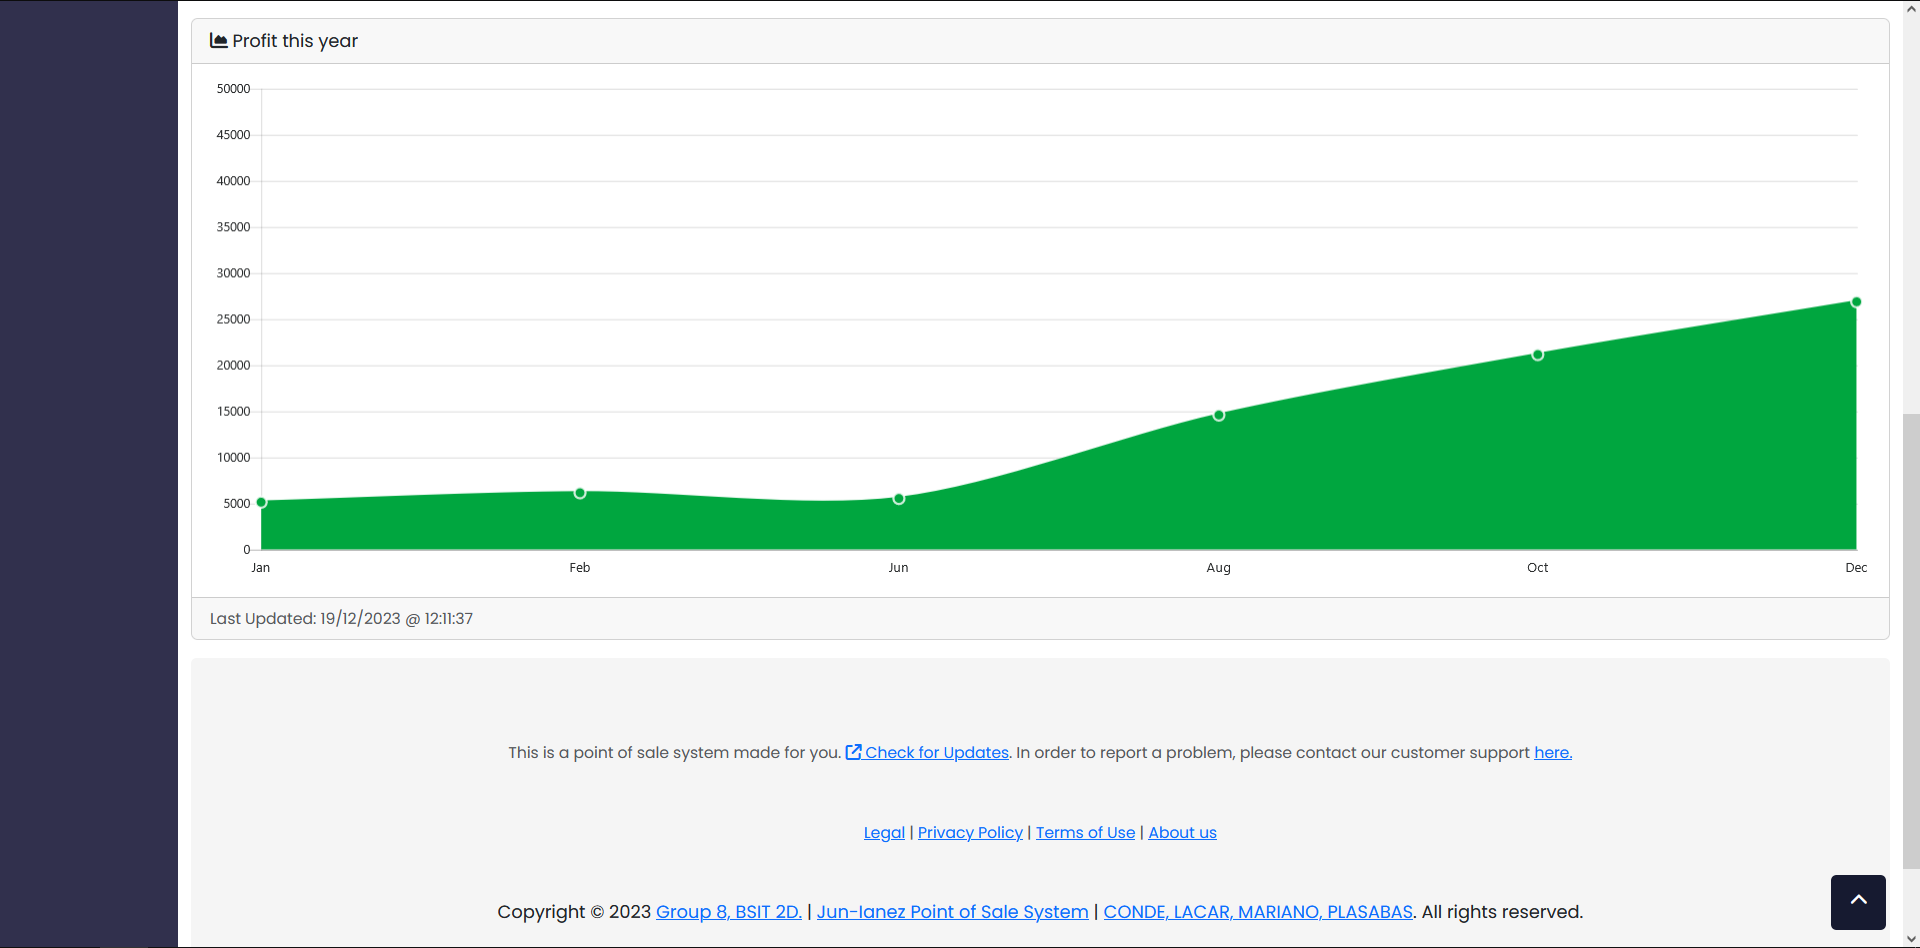 Profit this year
50000
45000
40000
35000
30000
25000
20000
15000
10000
5000
0
Jan Feb Jun Aug Oct Dec
Last Updated: 19/12/2023 @ 12:11:37
This is a point of sale system made for you. Check for Updates. In order to report a problem, please contact our customer support here.
Legal | Privacy Policy | Terms of Use | About us
Copyright © 2023 Group 8, BSIT 2D. | Jun-Ianez Point of Sale System | CONDE, LACAR, MARIANO, PLASABAS. All rights reserved.